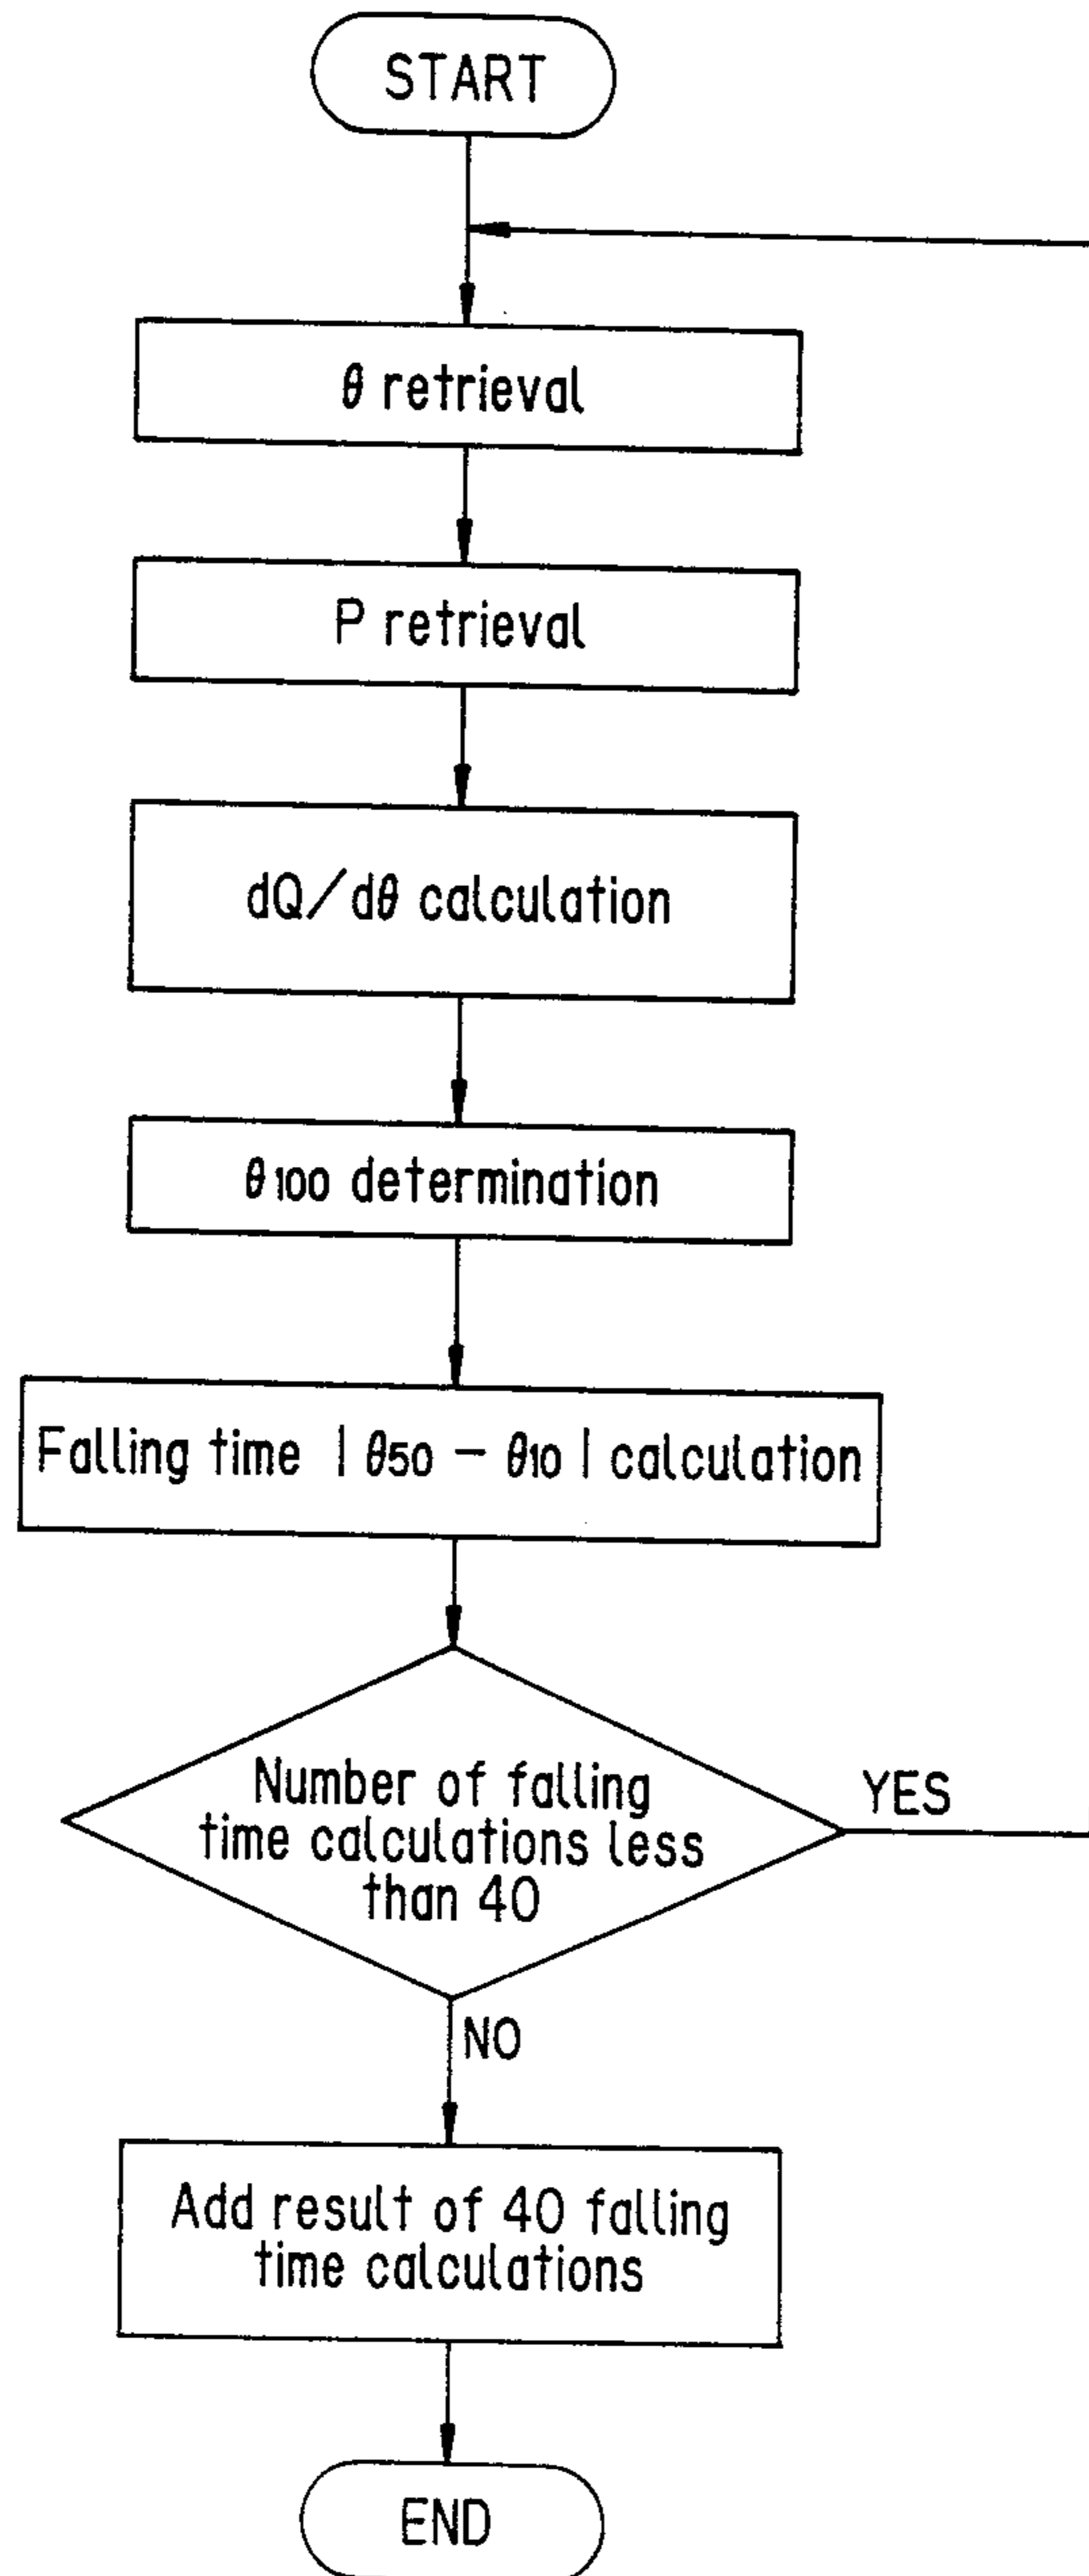 START
θ retrieval
P retrieval
dQ/dθ calculation
θ100 determination
Falling time |θ50 - θ10| calculation
Number of falling
time calculations less
than 40
YES
NO
Add result of 40 falling
time calculations
END